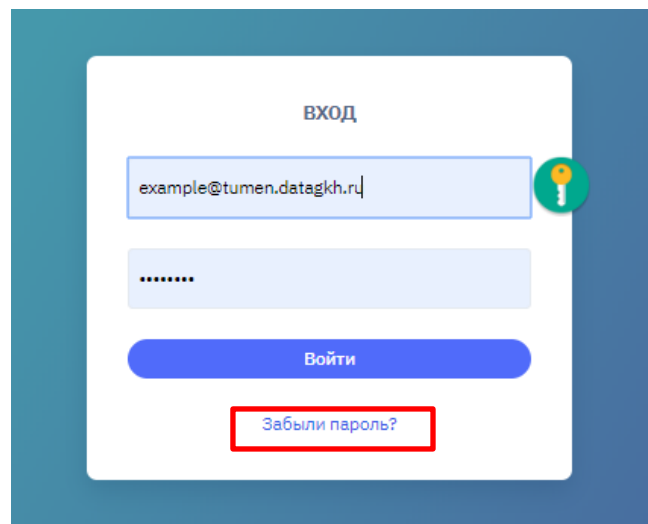 ВХОД
example@tumen.datagkh.ru
••••••••
Войти
Забыли пароль?